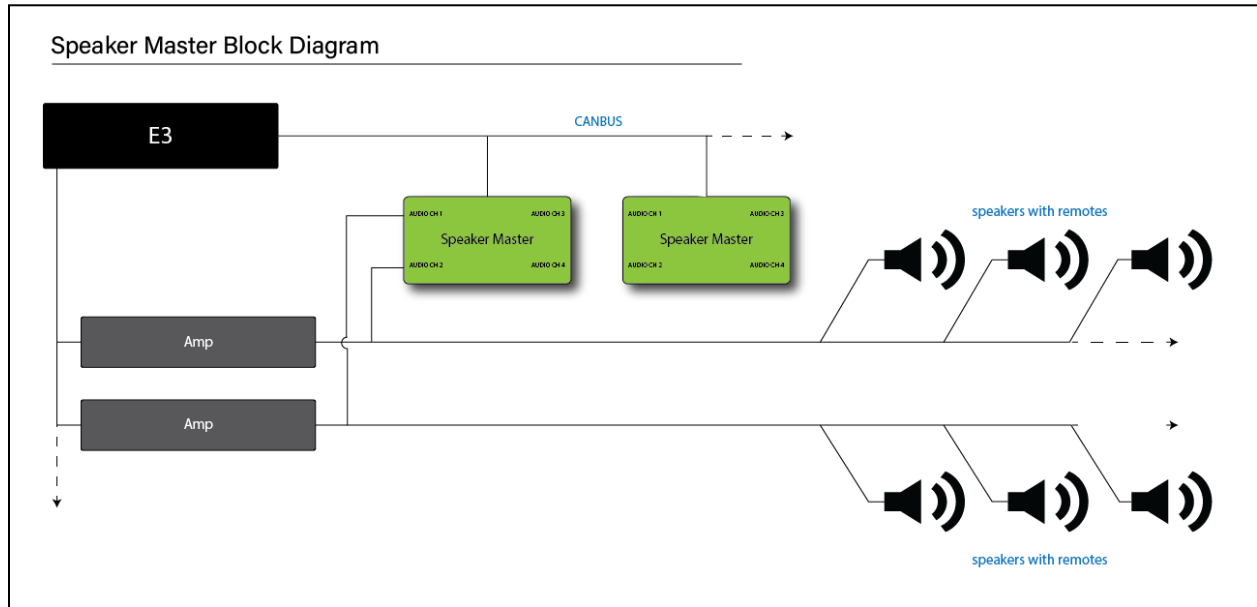 Speaker Master Block Diagram
E3
CANBUS
AUDIO CH 1
AUDIO CH 3
Speaker Master
AUDIO CH 2
AUDIO CH 4
AUDIO CH 1
AUDIO CH 3
Speaker Master
AUDIO CH 2
AUDIO CH 4
speakers with remotes
Amp
Amp
speakers with remotes